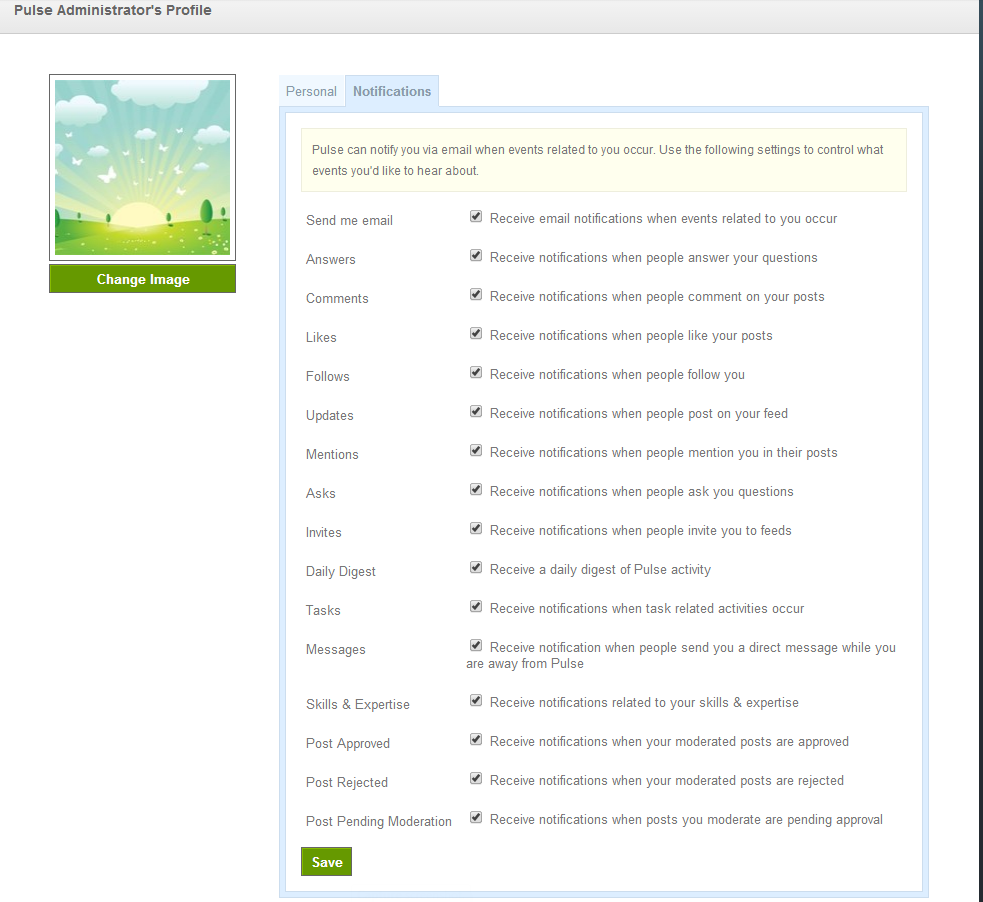 Pulse Administrator's Profile
Change Image
Personal
Notifications
Pulse can notify you via email when events related to you occur. Use the following settings to control what
events you'd like to hear about.
Send me email
Receive email notifications when events related to you occur
Answers
Receive notifications when people answer your questions
Comments
Receive notifications when people comment on your posts
Likes
Receive notifications when people like your posts
Follows
Receive notifications when people follow you
Updates
Receive notifications when people post on your feed
Mentions
Receive notifications when people mention you in their posts
Asks
Receive notifications when people ask you questions
Invites
Receive notifications when people invite you to feeds
Daily Digest
Receive a daily digest of Pulse activity
Tasks
Receive notifications when task related activities occur
Messages
Receive notification when people send you a direct message while you
are away from Pulse
Skills & Expertise
Receive notifications related to your skills & expertise
Post Approved
Receive notifications when your moderated posts are approved
Post Rejected
Receive notifications when your moderated posts are rejected
Post Pending Moderation
Receive notifications when posts you moderate are pending approval
Save